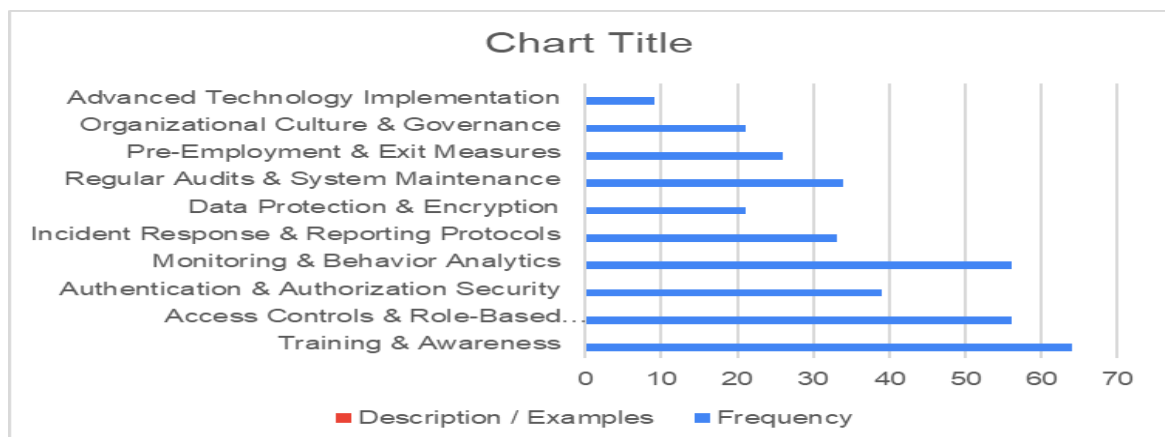 Chart Title
Advanced Technology Implementation
Organizational Culture & Governance
Pre-Employment & Exit Measures
Regular Audits & System Maintenance
Data Protection & Encryption
Incident Response & Reporting Protocols
Monitoring & Behavior Analytics
Authentication & Authorization Security
Access Controls & Role-Based...
Training & Awareness
0 10 20 30 40 50 60 70
Description / Examples Frequency